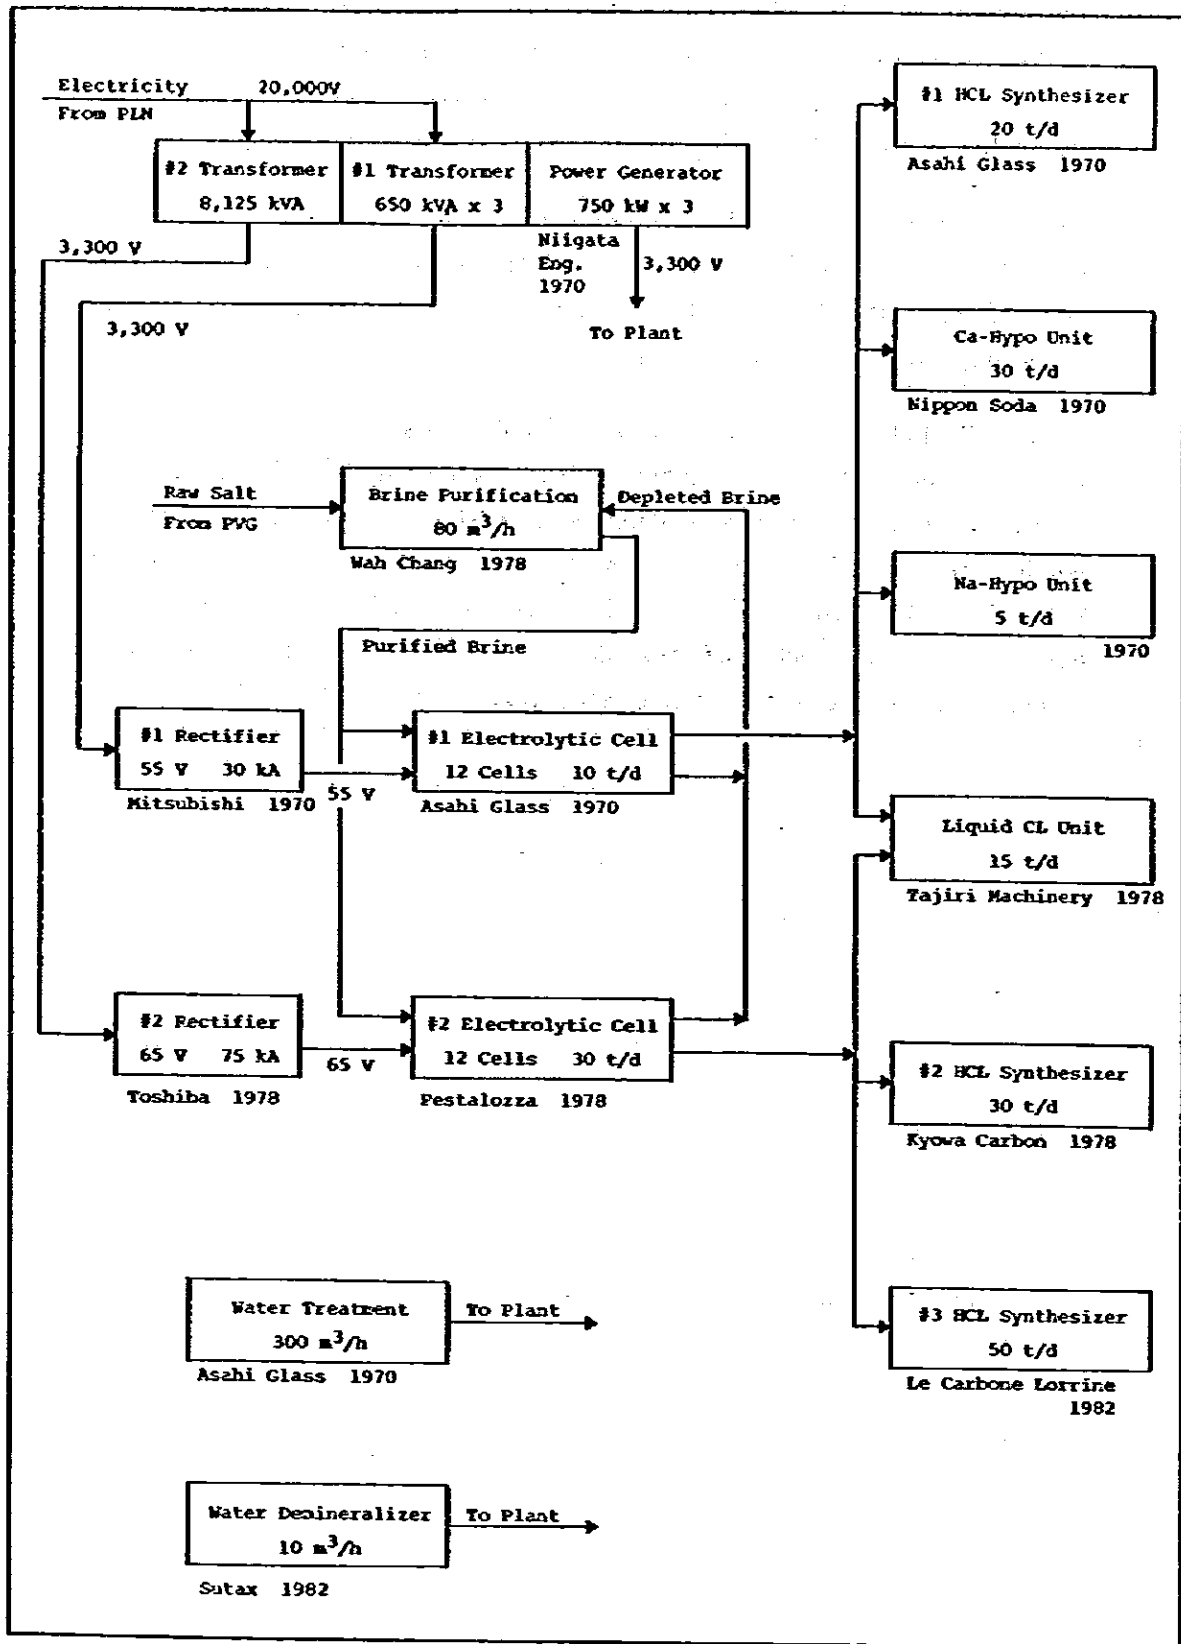 Electricity 20,000V
From PLN
#2 Transformer
8,125 kVA
#1 Transformer
650 kVA x 3
Power Generator
750 kW x 3
3,300 V
3,300 V
Niigata
Eng.
1970
3,300 V
To Plant
Raw Salt
From PVG
Brine Purification
80 m³/h
Wah Chang 1978
Depleted Brine
Purified Brine
#1 Rectifier
55 V 30 kA
Mitsubishi 1970
55 V
#1 Electrolytic Cell
12 Cells 10 t/d
Asahi Glass 1970
#2 Rectifier
65 V 75 kA
Toshiba 1978
65 V
#2 Electrolytic Cell
12 Cells 30 t/d
Pestalozza 1978
#1 HCL Synthesizer
20 t/d
Asahi Glass 1970
Ca-Hypo Unit
30 t/d
Nippon Soda 1970
Na-Hypo Unit
5 t/d
1970
Liquid CL Unit
15 t/d
Tajiri Machinery 1978
#2 HCL Synthesizer
30 t/d
Kyowa Carbon 1978
#3 HCL Synthesizer
50 t/d
Le Carbone Lorrine
1982
Water Treatment
300 m³/h
Asahi Glass 1970
To Plant
Water Demineralizer
10 m³/h
Sutax 1982
To Plant